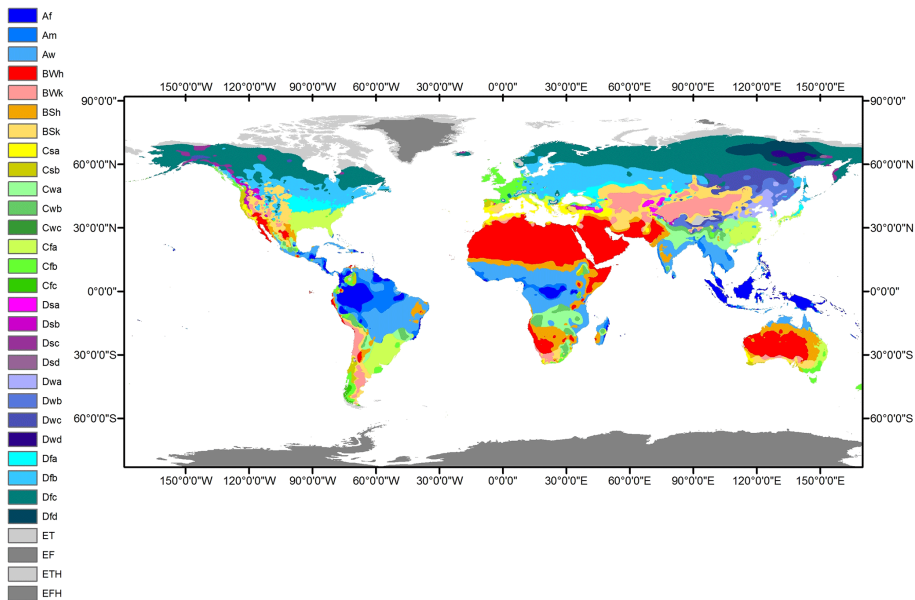 Af
Am
Aw
BWh
BWk
BSh
BSk
Csa
Csb
Cwa
Cwb
Cwc
Cfa
Cfb
Cfc
Dsa
Dsb
Dsc
Dsd
Dwa
Dwb
Dwc
Dwd
Dfa
Dfb
Dfc
Dfd
ET
EF
ETH
EFH
150°0'0"W 120°0'0"W 90°0'0"W 60°0'0"W 30°0'0"W 0°0'0" 30°0'0"E 60°0'0"E 90°0'0"E 120°0'0"E 150°0'0"E
90°0'0" 90°0'0"
60°0'0"N 60°0'0"N
30°0'0"N 30°0'0"N
0°0'0" 0°0'0"
30°0'0"S 30°0'0"S
60°0'0"S 60°0'0"S
150°0'0"W 120°0'0"W 90°0'0"W 60°0'0"W 30°0'0"W 0°0'0" 30°0'0"E 60°0'0"E 90°0'0"E 120°0'0"E 150°0'0"E